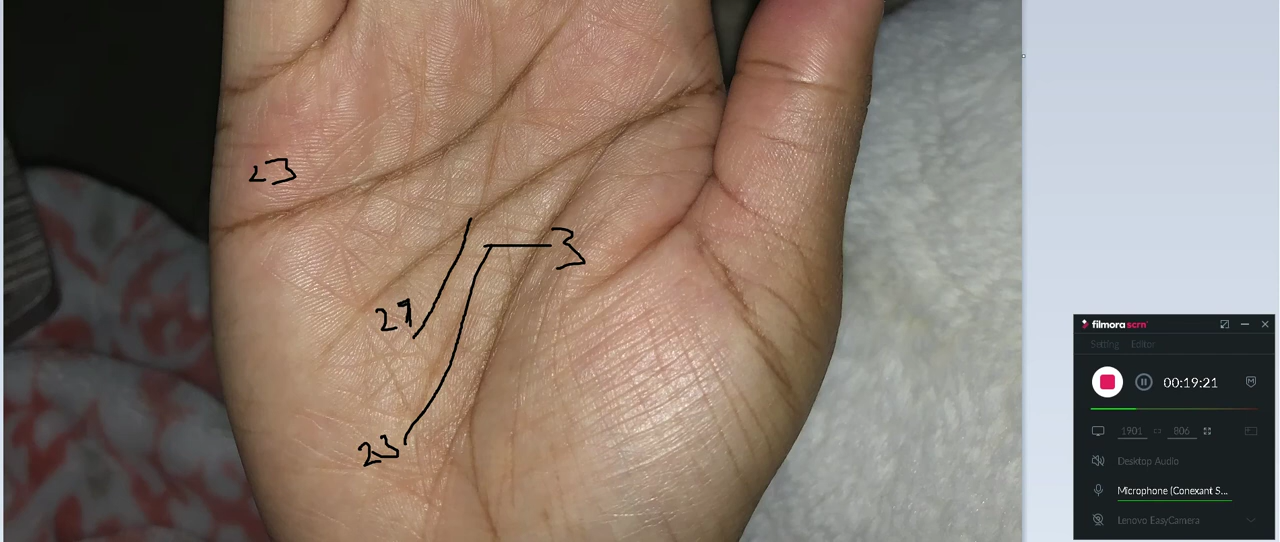 23
3
27
23
filmora scrn
Setting Editor
00:19:21
1901 806
Desktop Audio
Microphone (Conexant S...
Lenovo EasyCamera